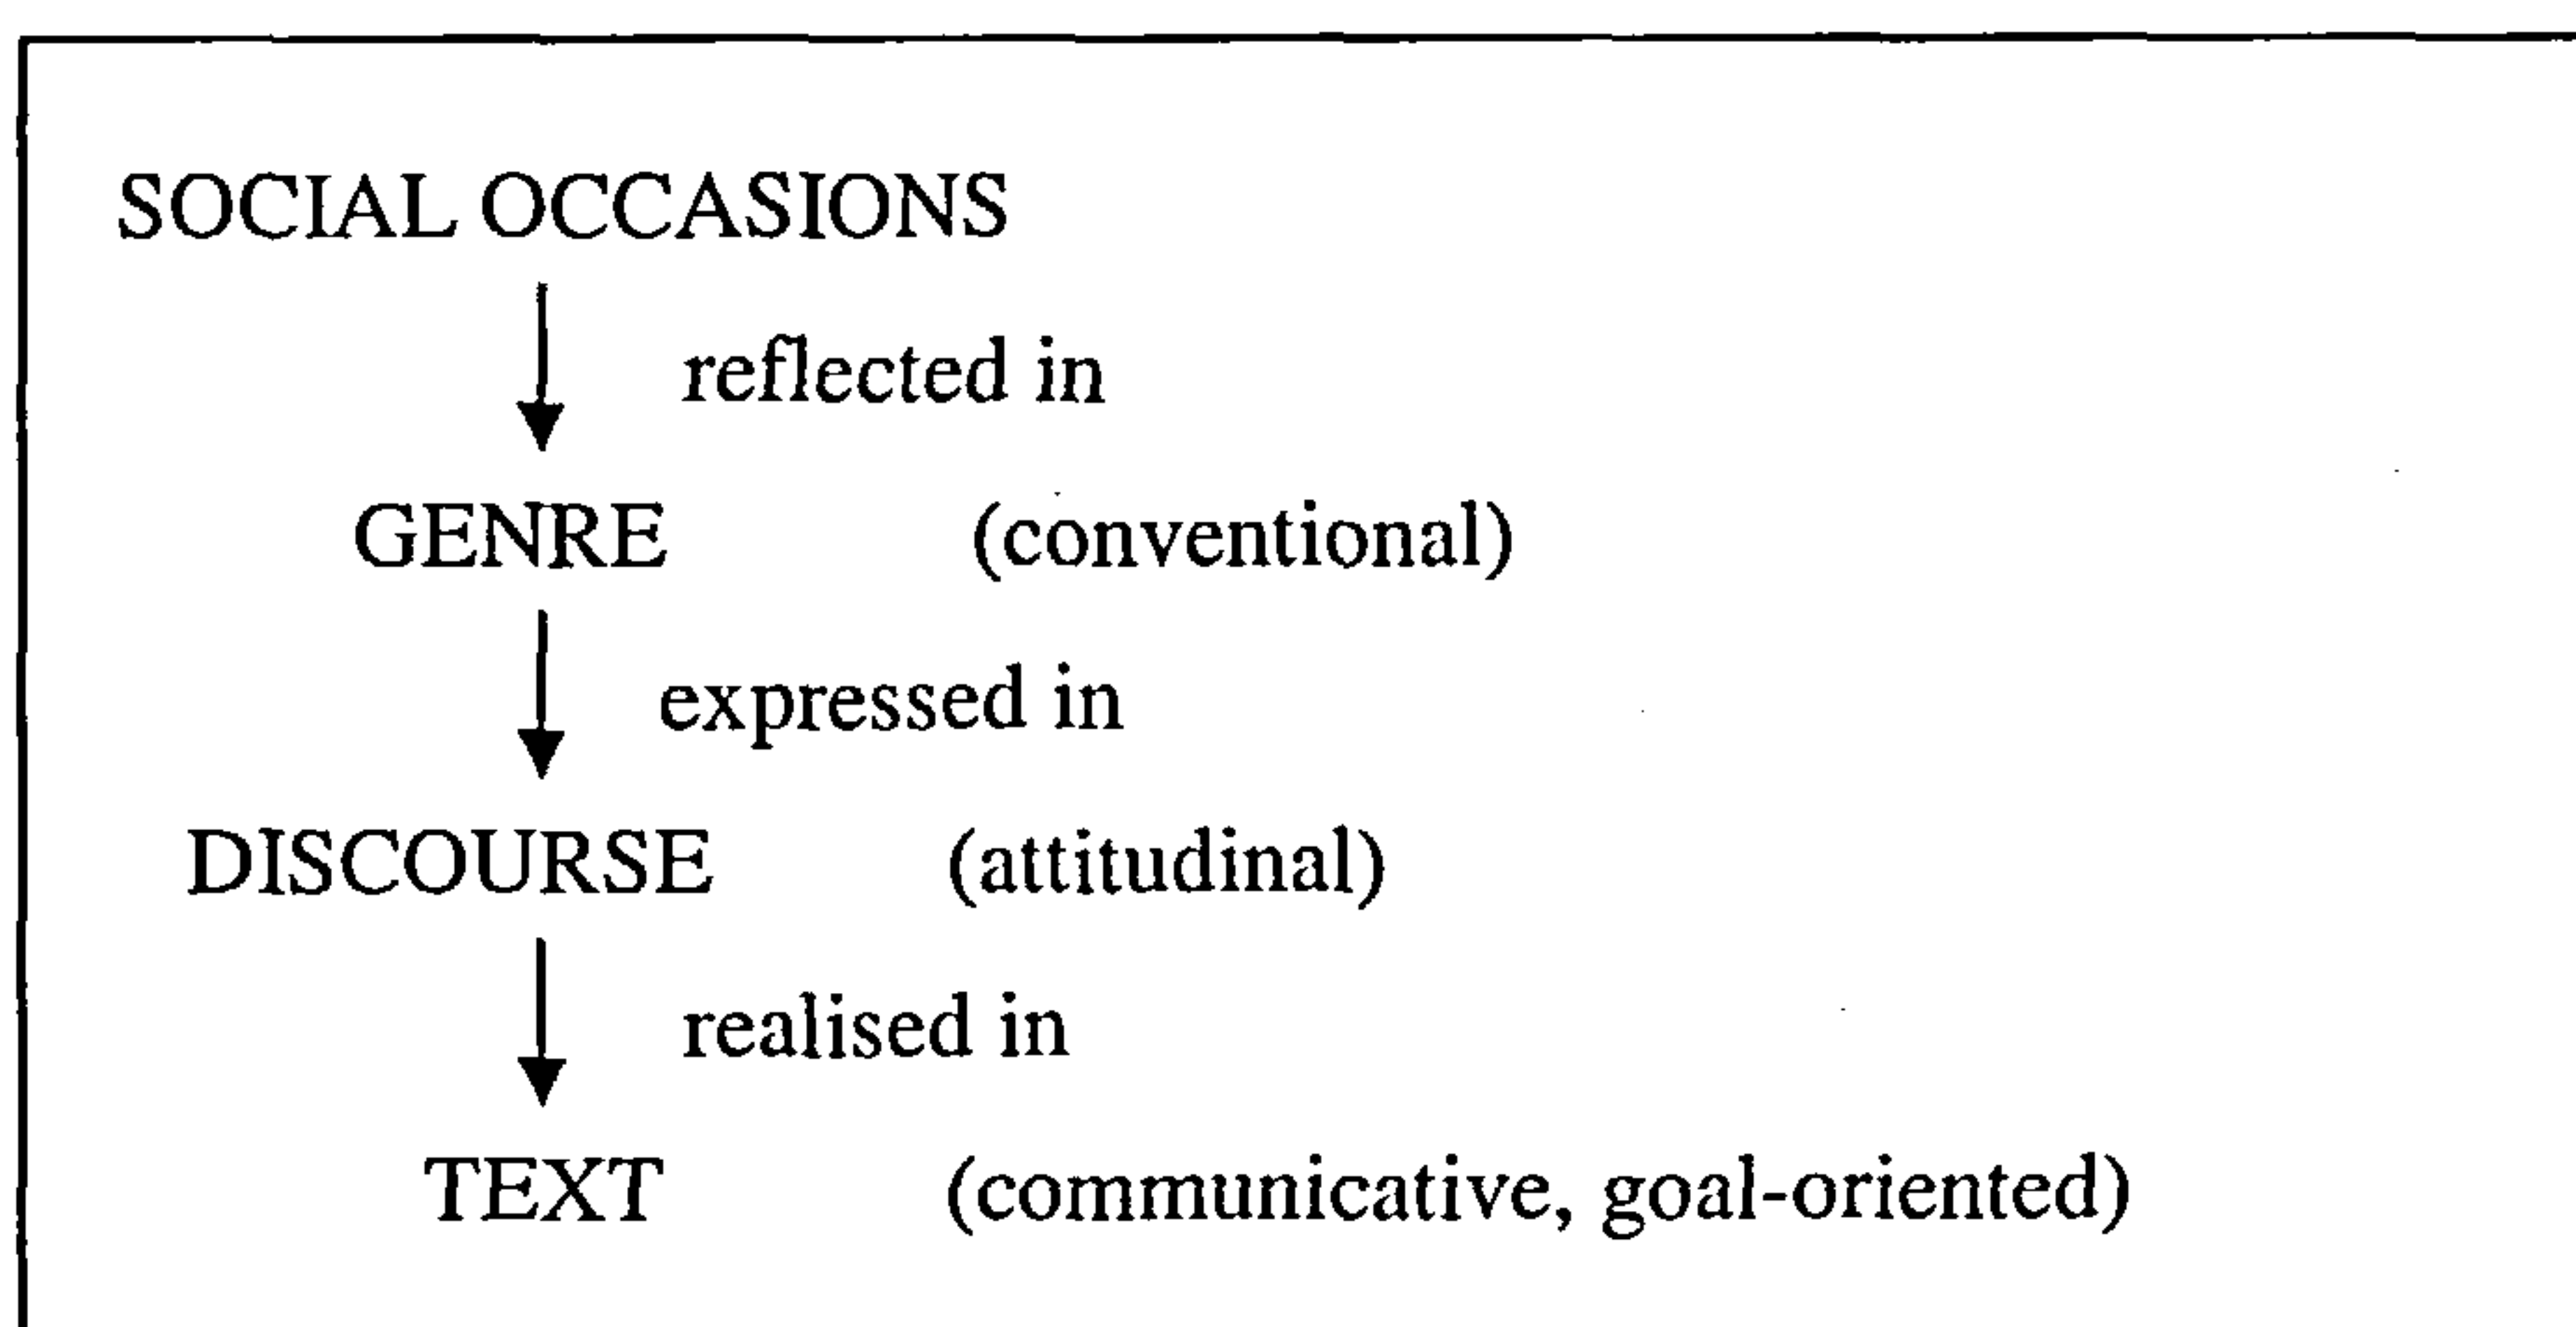 SOCIAL OCCASIONS
reflected in
GENRE (conventional)
expressed in
DISCOURSE (attitudinal)
realised in
TEXT (communicative, goal-oriented)